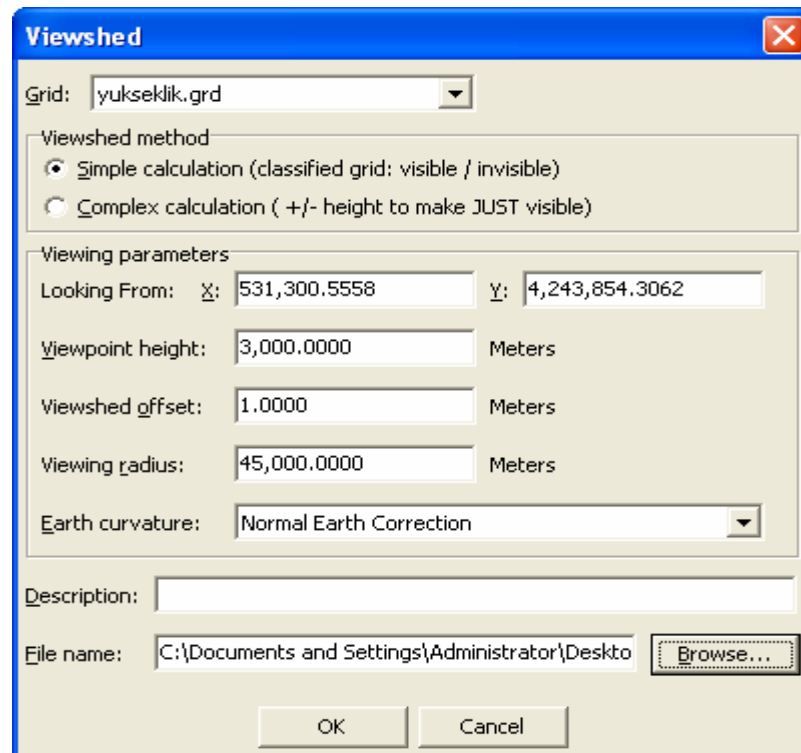 Viewshed
Grid: yukseklik.grd
Viewshed method
Simple calculation (classified grid: visible / invisible)
Complex calculation ( +/- height to make JUST visible)
Viewing parameters
Looking From: X: 531,300.5558 Y: 4,243,854.3062
Viewpoint height: 3,000.0000 Meters
Viewshed offset: 1.0000 Meters
Viewing radius: 45,000.0000 Meters
Earth curvature: Normal Earth Correction
Description:
File name: C:\Documents and Settings\Administrator\Deskto Browse...
OK Cancel